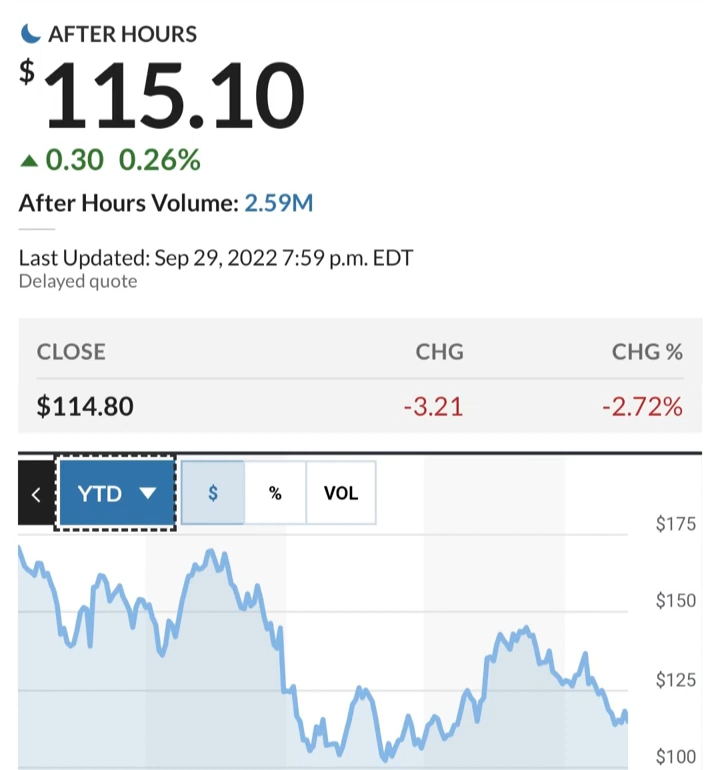 AFTER HOURS
$115.10
0.30 0.26%
After Hours Volume: 2.59M
Last Updated: Sep 29, 2022 7:59 p.m. EDT
Delayed quote
CLOSE CHG CHG %
$114.80 -3.21 -2.72%
< YTD ▼ $ % VOL
$175
$150
$125
$100